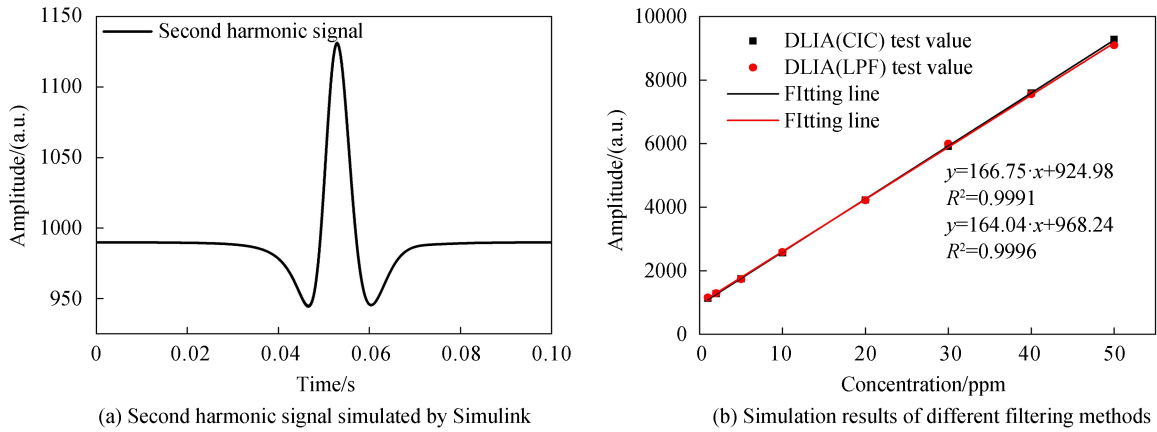 1150
1100
1050
1000
950
Amplitude/(a.u.)
Second harmonic signal
0
0.02
0.04
0.06
0.08
0.10
Time/s
(a) Second harmonic signal simulated by Simulink
10000
8000
6000
4000
2000
0
Amplitude/(a.u.)
DLIA(CIC) test value
DLIA(LPF) test value
FItting line
FItting line
y=166.75·x+924.98
R²=0.9991
y=164.04·x+968.24
R²=0.9996
0
10
20
30
40
50
Concentration/ppm
(b) Simulation results of different filtering methods